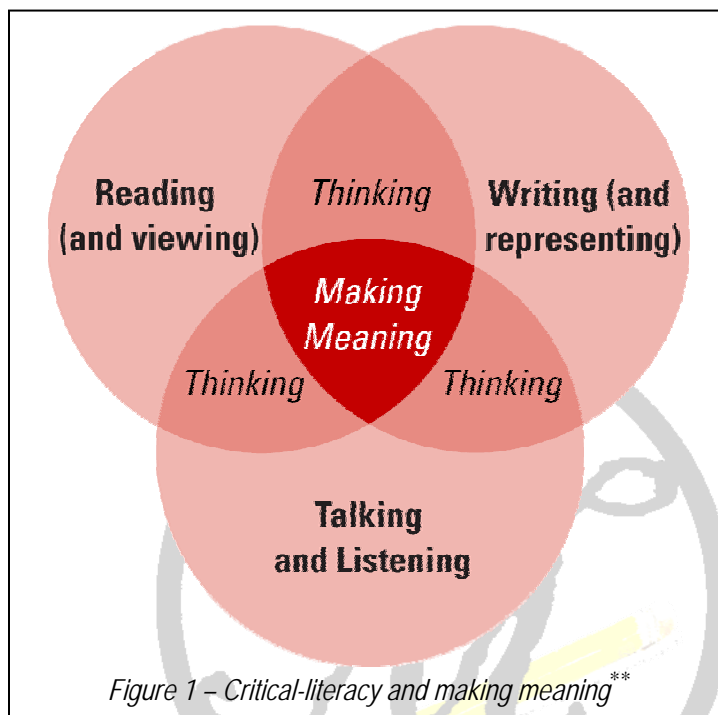 Reading
(and viewing)
Thinking
Writing (and
representing)
Making
Meaning
Thinking
Thinking
Talking
and Listening
Figure 1 – Critical-literacy and making meaning**